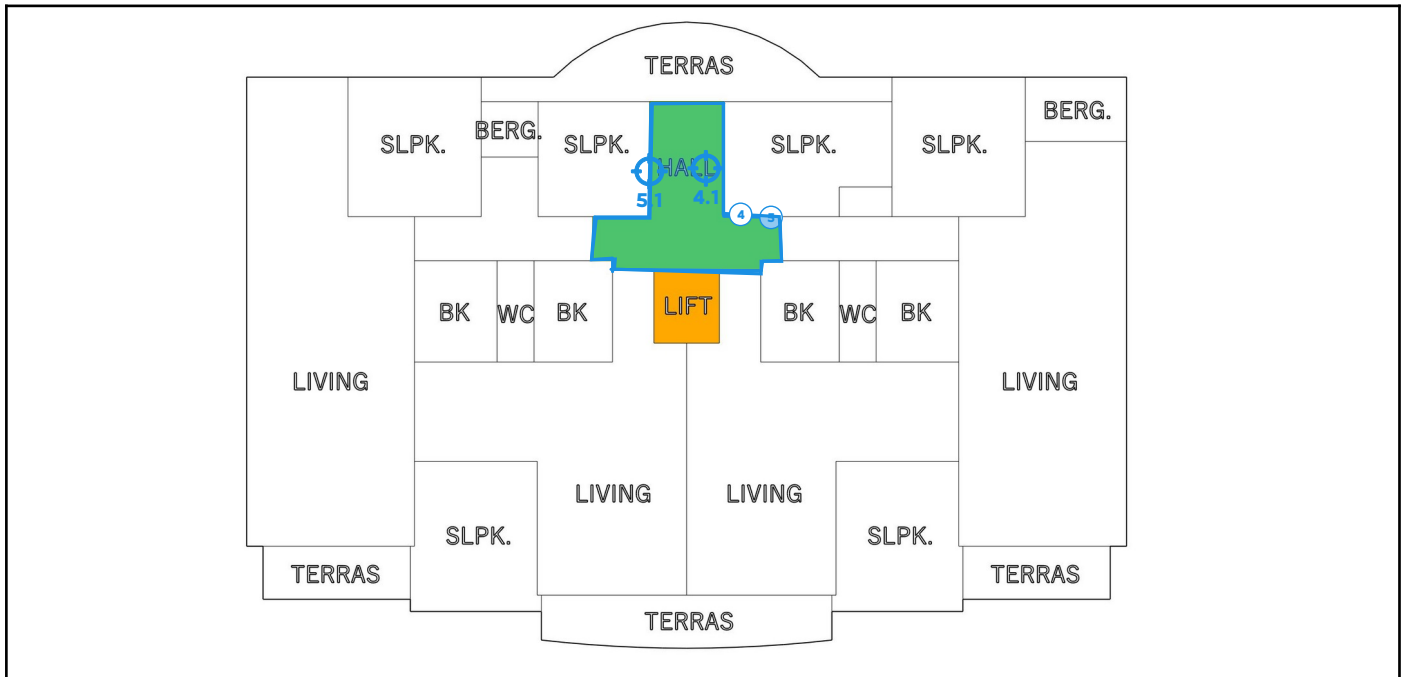 TERRAS
BERG.
SLPK.
BERG.
SLPK.
HALL
SLPK.
SLPK.
5.1
4.1
4
5
BK
WC
BK
LIFT
BK
WC
BK
LIVING
LIVING
LIVING
LIVING
SLPK.
SLPK.
TERRAS
TERRAS
TERRAS